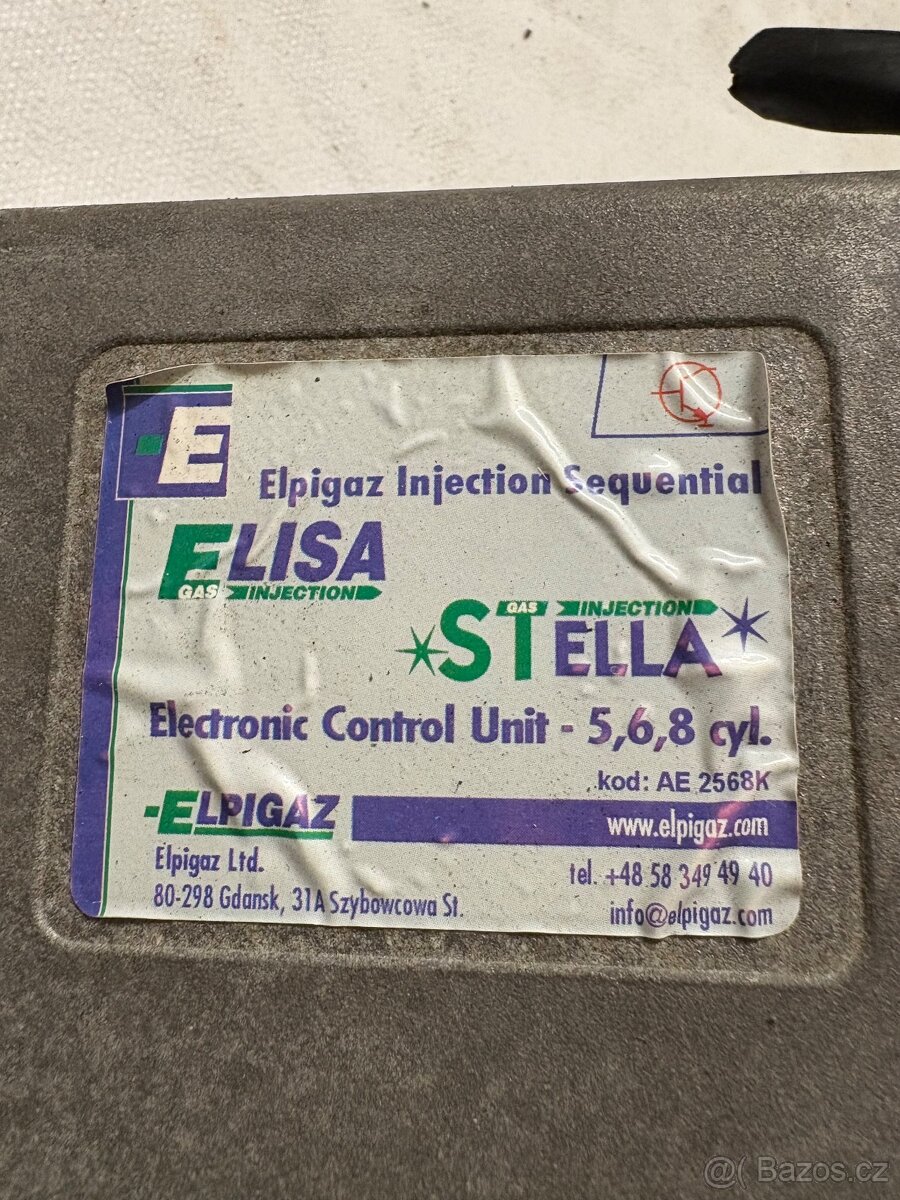 E
Elpigaz Injection Sequential
ELISA
GAS INJECTION
GAS INJECTION
STELLA
Electronic Control Unit - 5,6,8 cyl.
kod: AE 2568K
ELPIGAZ
www.elpigaz.com
Elpigaz Ltd.
tel. +48 58 349 49 40
80-298 Gdansk, 31A Szybowcowa St.
info@elpigaz.com
@( Bazos.cz